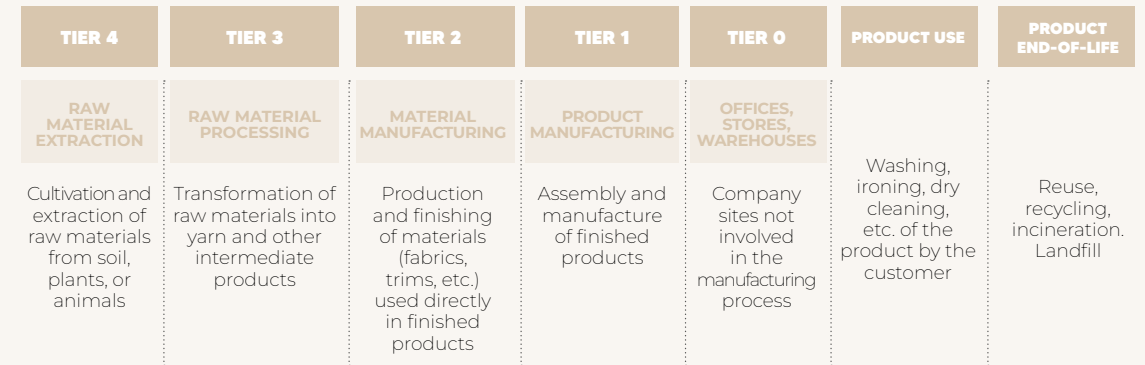 TIER 4
TIER 3
TIER 2
TIER 1
TIER 0
PRODUCT USE
PRODUCT
END-OF-LIFE
RAW
MATERIAL
EXTRACTION
RAW MATERIAL
PROCESSING
MATERIAL
MANUFACTURING
PRODUCT
MANUFACTURING
OFFICES,
STORES,
WAREHOUSES
Cultivation and
extraction of
raw materials
from soil,
plants, or
animals
Transformation of
raw materials into
yarn and other
intermediate
products
Production
and finishing
of materials
(fabrics,
trims, etc.)
used directly
in finished
products
Assembly and
manufacture
of finished
products
Company
sites not
involved
in the
manufacturing
process
Washing,
ironing, dry
cleaning,
etc. of the
product by the
customer
Reuse,
recycling,
incineration.
Landfill